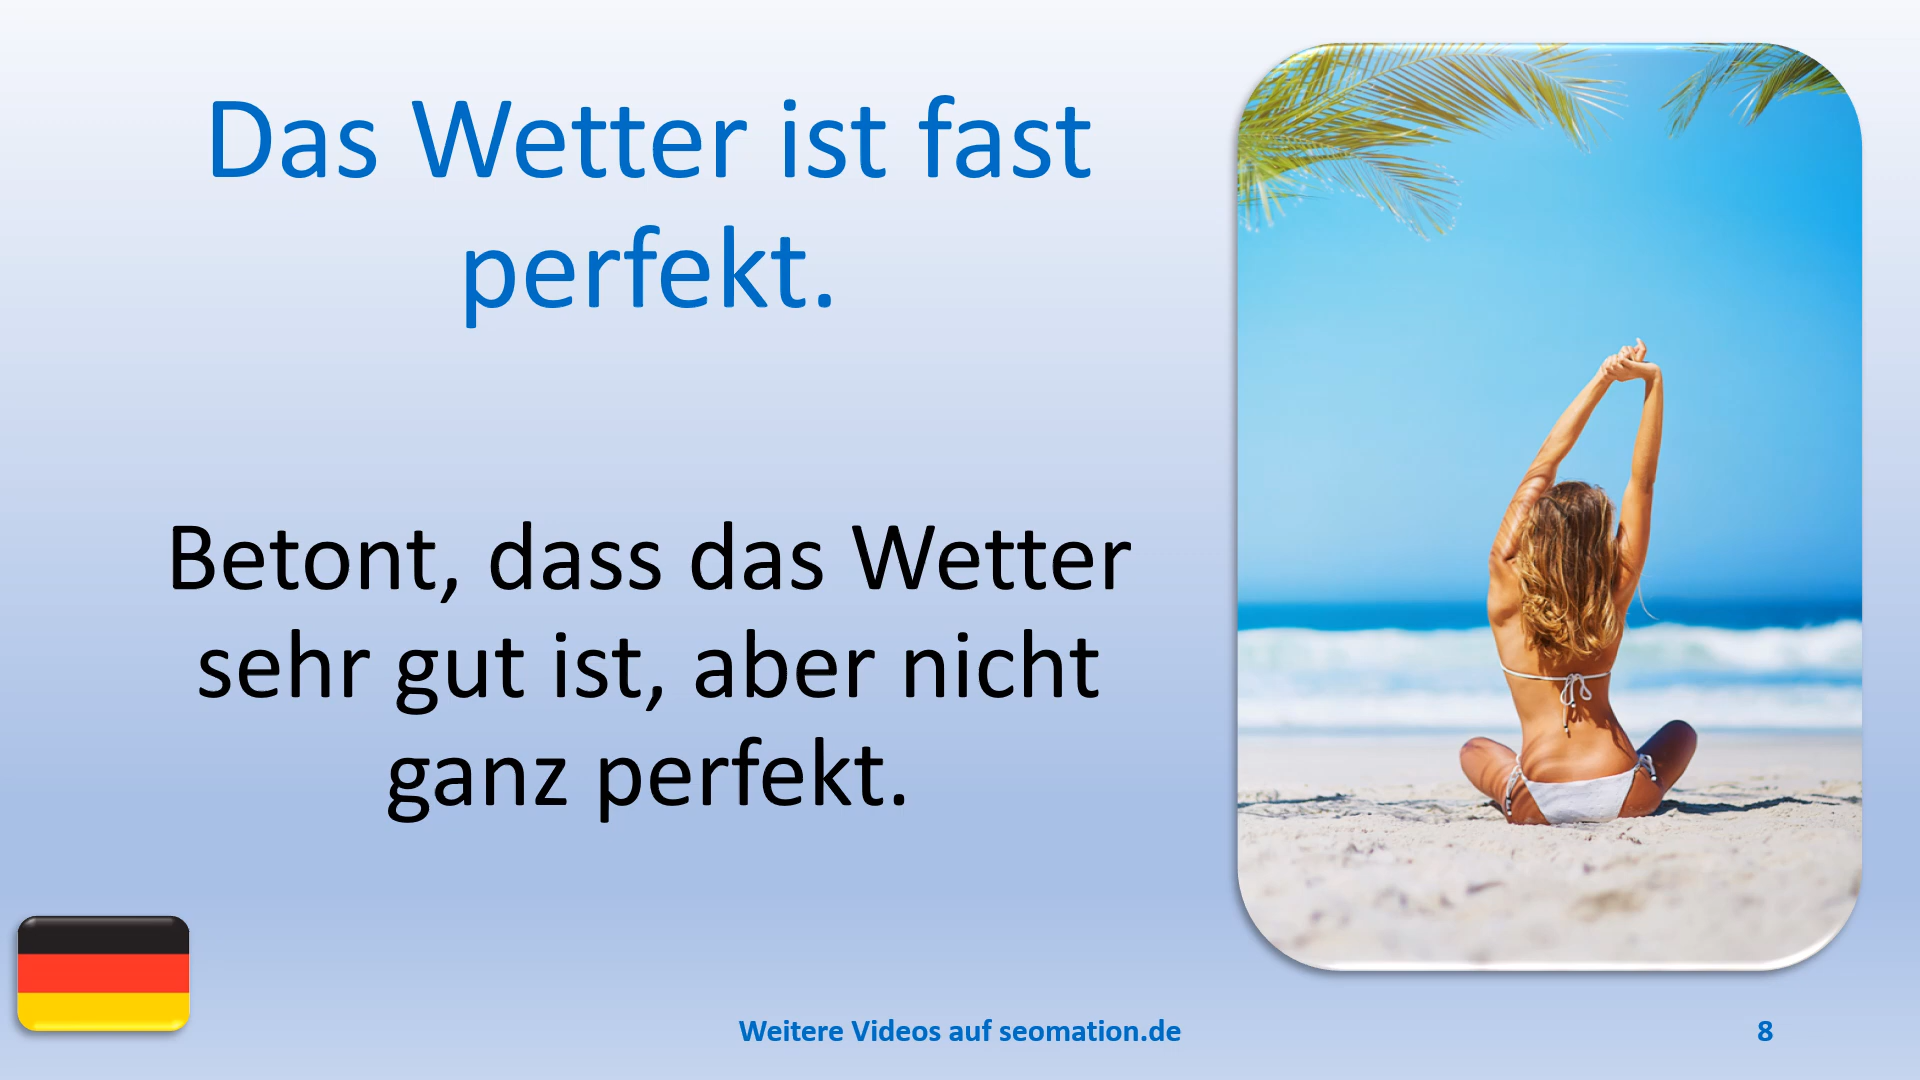 Das Wetter ist fast
perfekt.
Betont, dass das Wetter
sehr gut ist, aber nicht
ganz perfekt.
Weitere Videos auf seomation.de
8